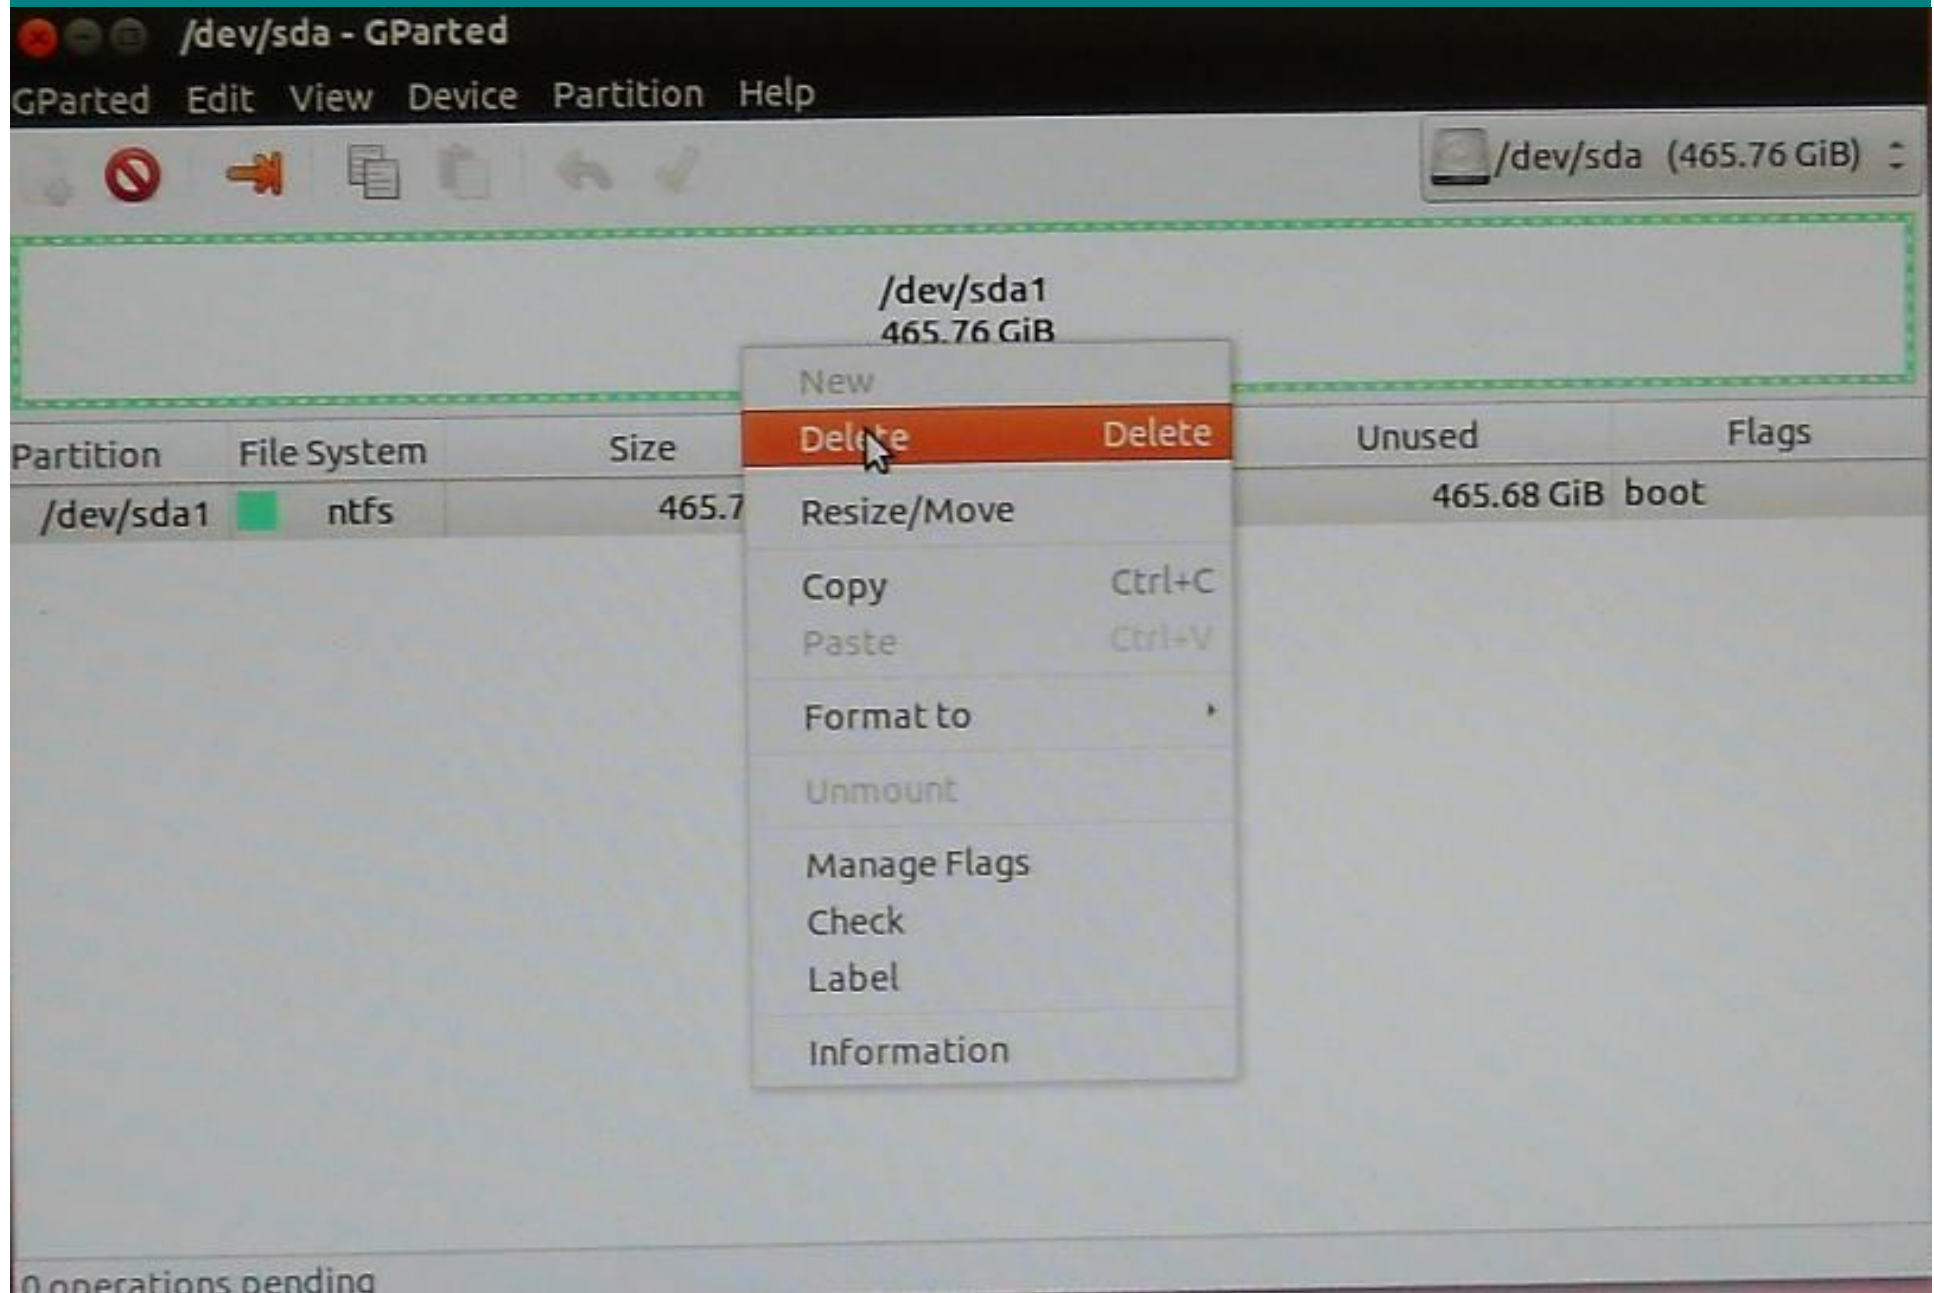 /dev/sda - GParted
GParted Edit View Device Partition Help
/dev/sda (465.76 GiB)
/dev/sda1
465.76 GiB
Partition File System Size Unused Flags
/dev/sda1 ntfs 465.7 465.68 GiB boot
New
Delete Delete
Resize/Move
Copy Ctrl+C
Paste Ctrl+V
Format to
Unmount
Manage Flags
Check
Label
Information
0 operations pending